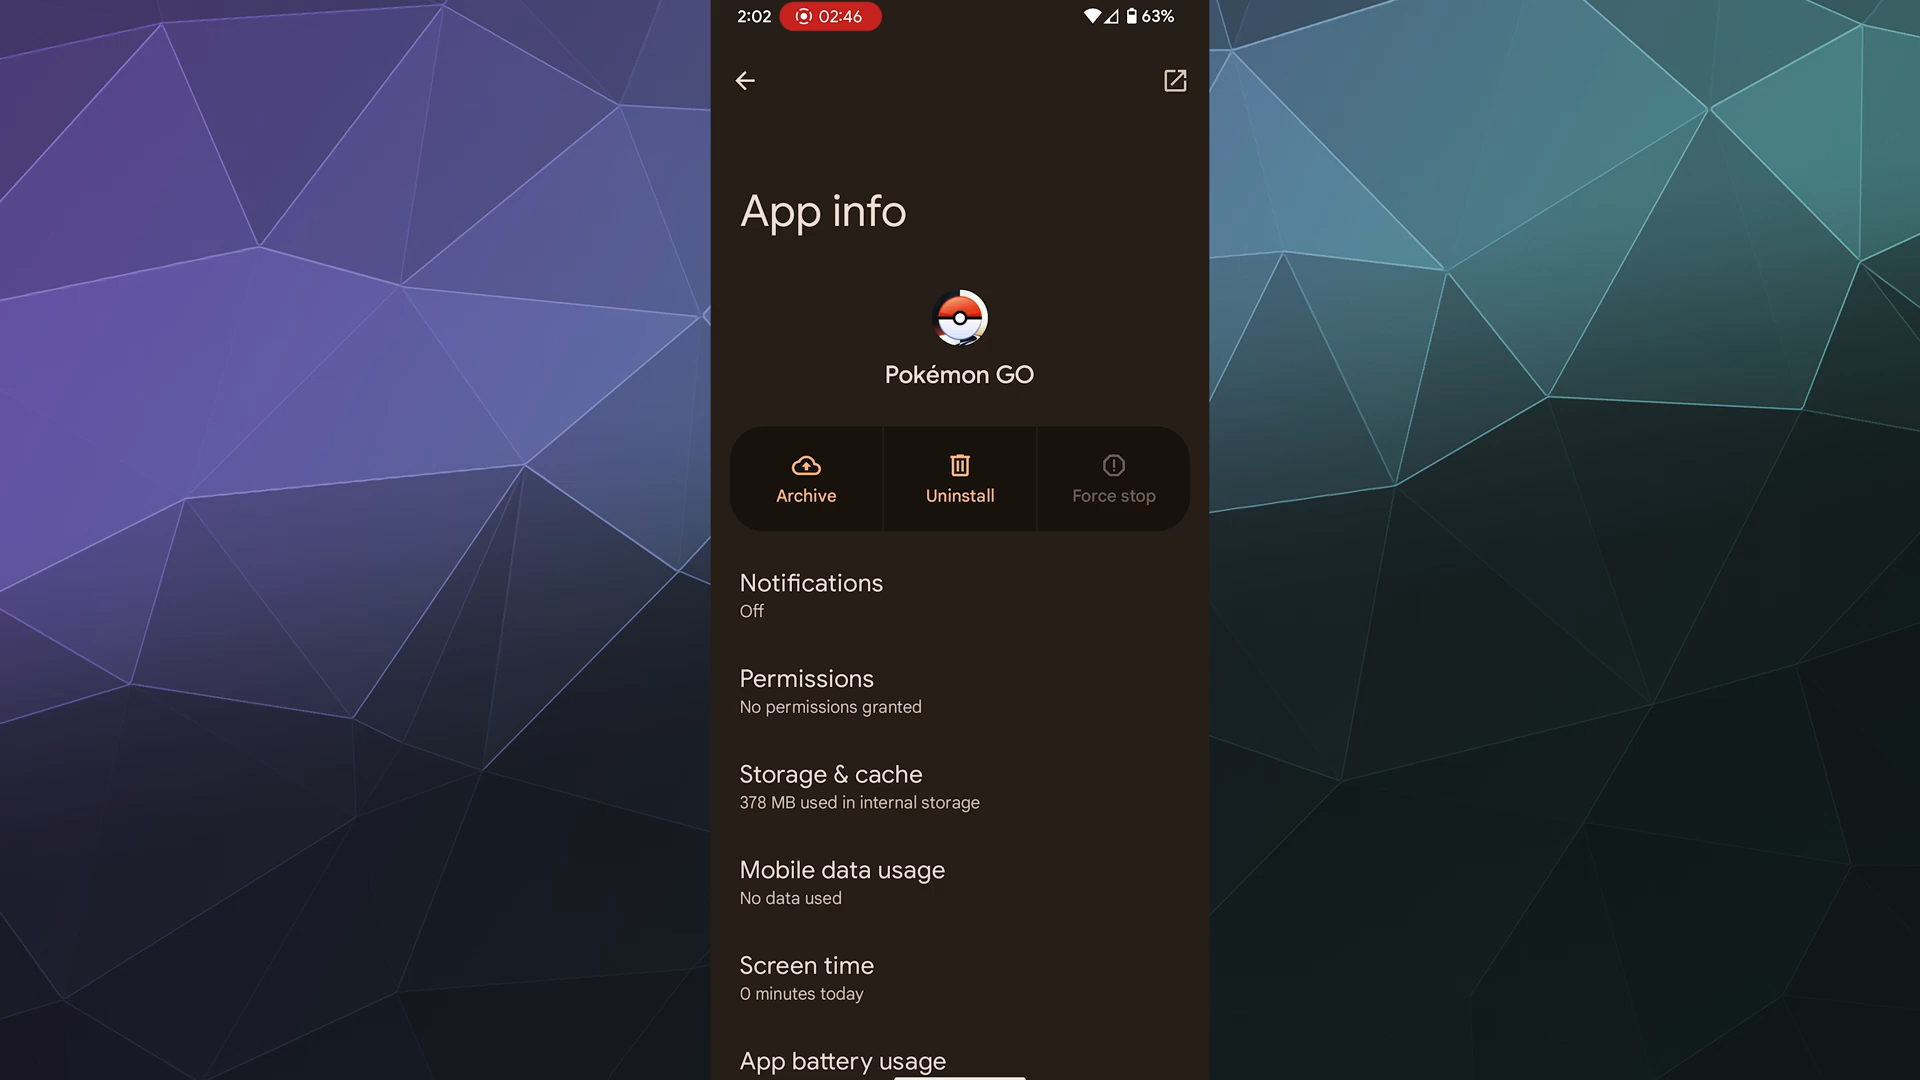 2:02 02:46 63%
App info
Pokémon GO
Archive Uninstall Force stop
Notifications
Off
Permissions
No permissions granted
Storage & cache
378 MB used in internal storage
Mobile data usage
No data used
Screen time
0 minutes today
App battery usage